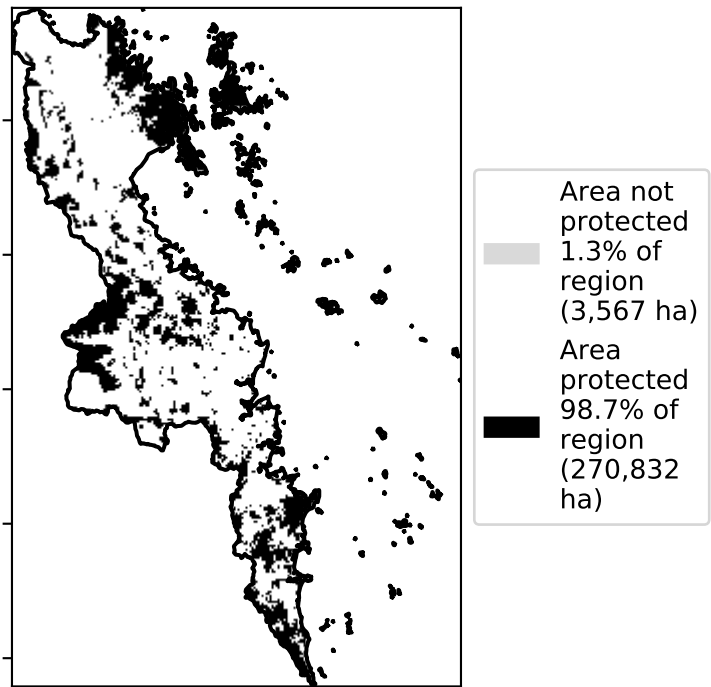 Area not
protected
1.3% of
region
(3,567 ha)
Area
protected
98.7% of
region
(270,832
ha)